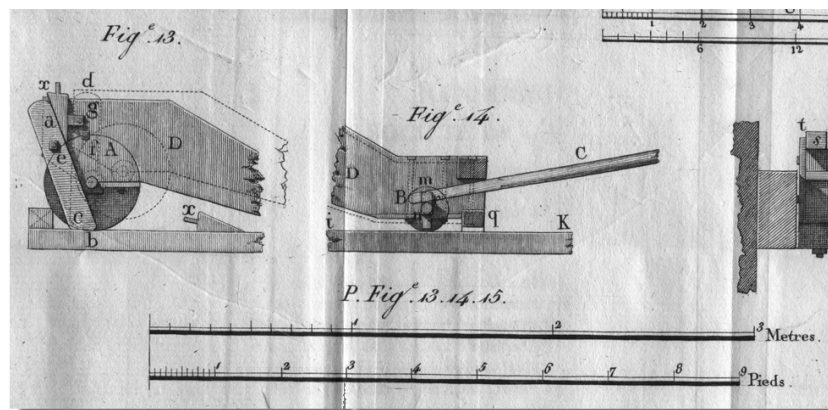 Fig.e 13.
1 2 3 4
6 12
x d
a g
e f A D
c
b
x
Fig.e 14.
D B m C
i q K
t s
P. Fig.e 13. 14. 15.
1 2 3 Metres.
1 2 3 4 5 6 7 8 9 Pieds.